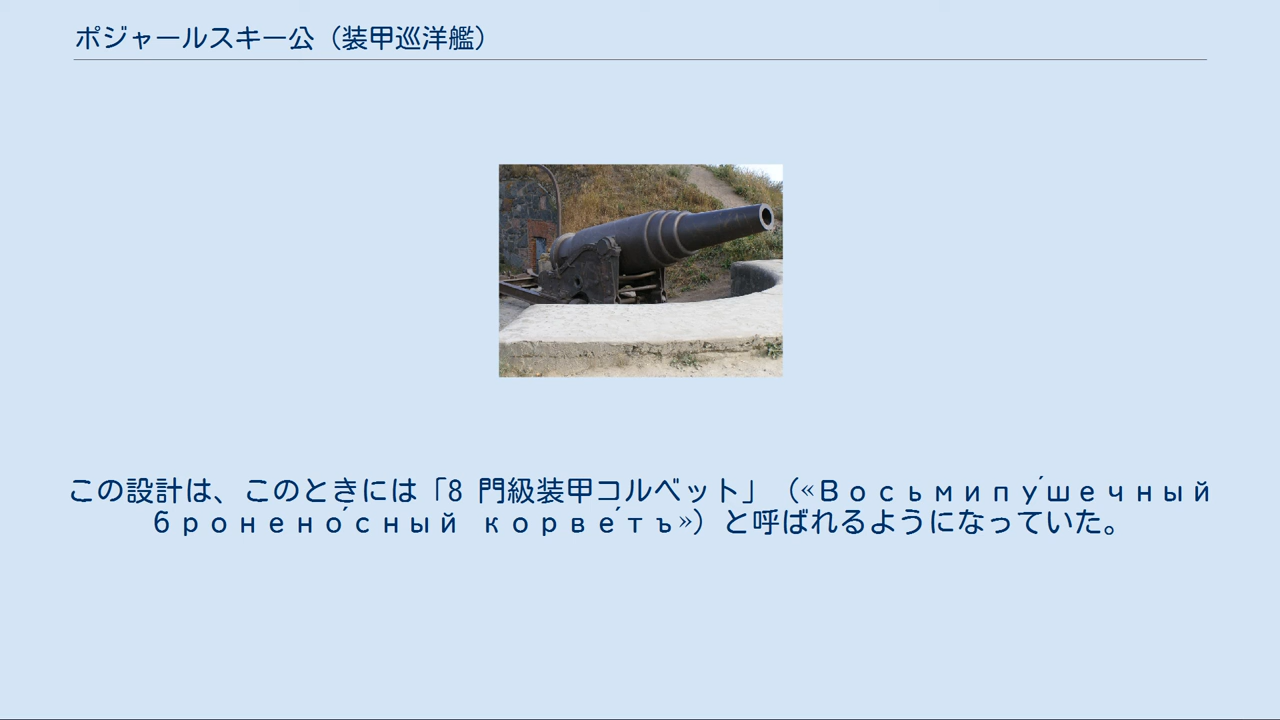 ポジャールスキー公（装甲巡洋艦）
この設計は、このときには「8 門級装甲コルベット」（«Восьмипу́шечный
броненóсный корве́тъ»）と呼ばれるようになっていた。